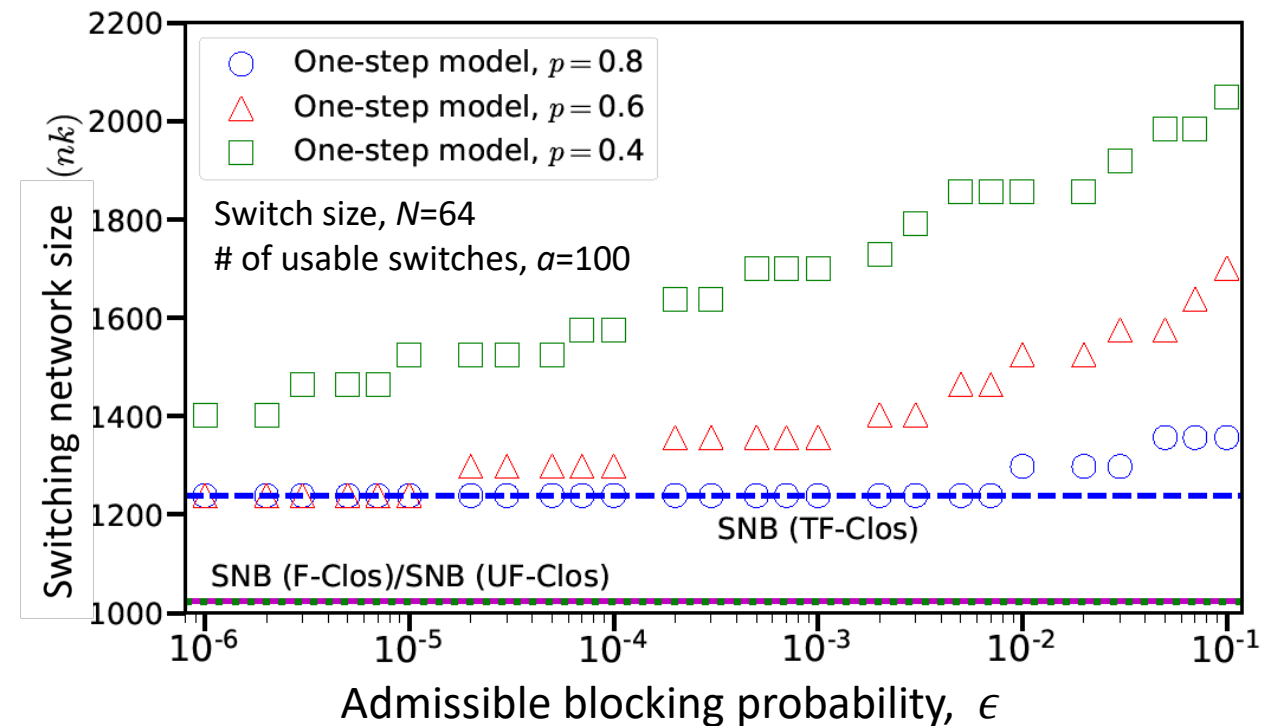 2200
2000
1800
1600
1400
1200
1000
Switching network size (nk)
One-step model, p = 0.8
One-step model, p = 0.6
One-step model, p = 0.4
Switch size, N=64
# of usable switches, a=100
SNB (TF-Clos)
SNB (F-Clos)/SNB (UF-Clos)
10^-6 10^-5 10^-4 10^-3 10^-2 10^-1
Admissible blocking probability, ϵ